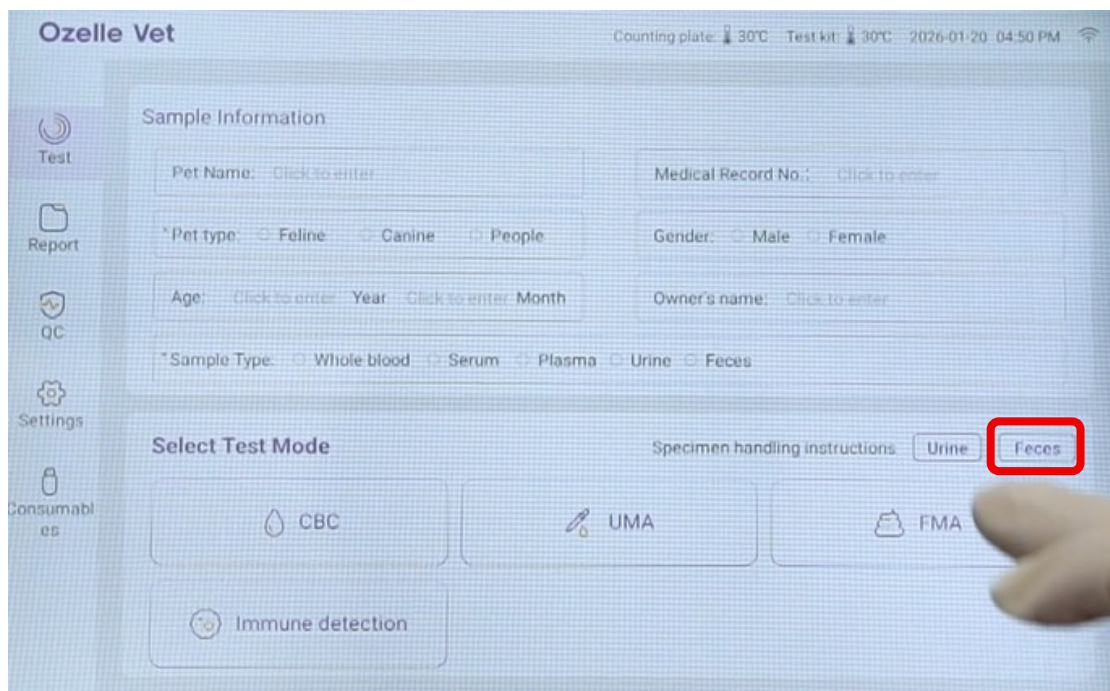 Ozelle Vet
Counting plate: 30℃ Test kit: 30℃ 2026-01-20 04:50 PM
Test
Report
QC
Settings
Consumabl
es
Sample Information
Pet Name: Click to enter
Medical Record No.: Click to enter
*Pet type: Feline Canine People
Gender: Male Female
Age: Click to enter Year Click to enter Month
Owner's name: Click to enter
*Sample Type: Whole blood Serum Plasma Urine Feces
Select Test Mode
Specimen handling instructions Urine Feces
CBC
UMA
FMA
Immune detection